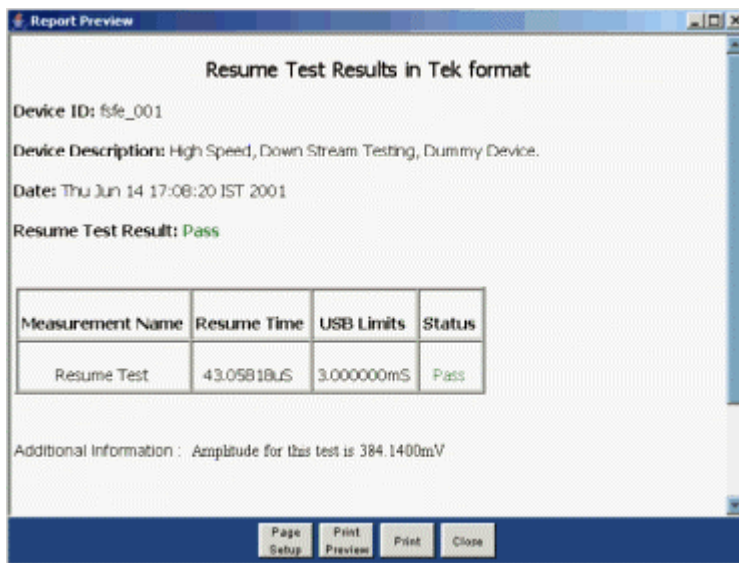 Report Preview
Resume Test Results in Tek format
Device ID: fsfe_001
Device Description: High Speed, Down Stream Testing, Dummy Device.
Date: Thu Jun 14 17:08:20 IST 2001
Resume Test Result: Pass
Measurement Name Resume Time USB Limits Status
Resume Test 43.05818uS 3.000000mS Pass
Additional Information : Amplitude for this test is 384.1400mV
Page Setup Print Preview Print Close